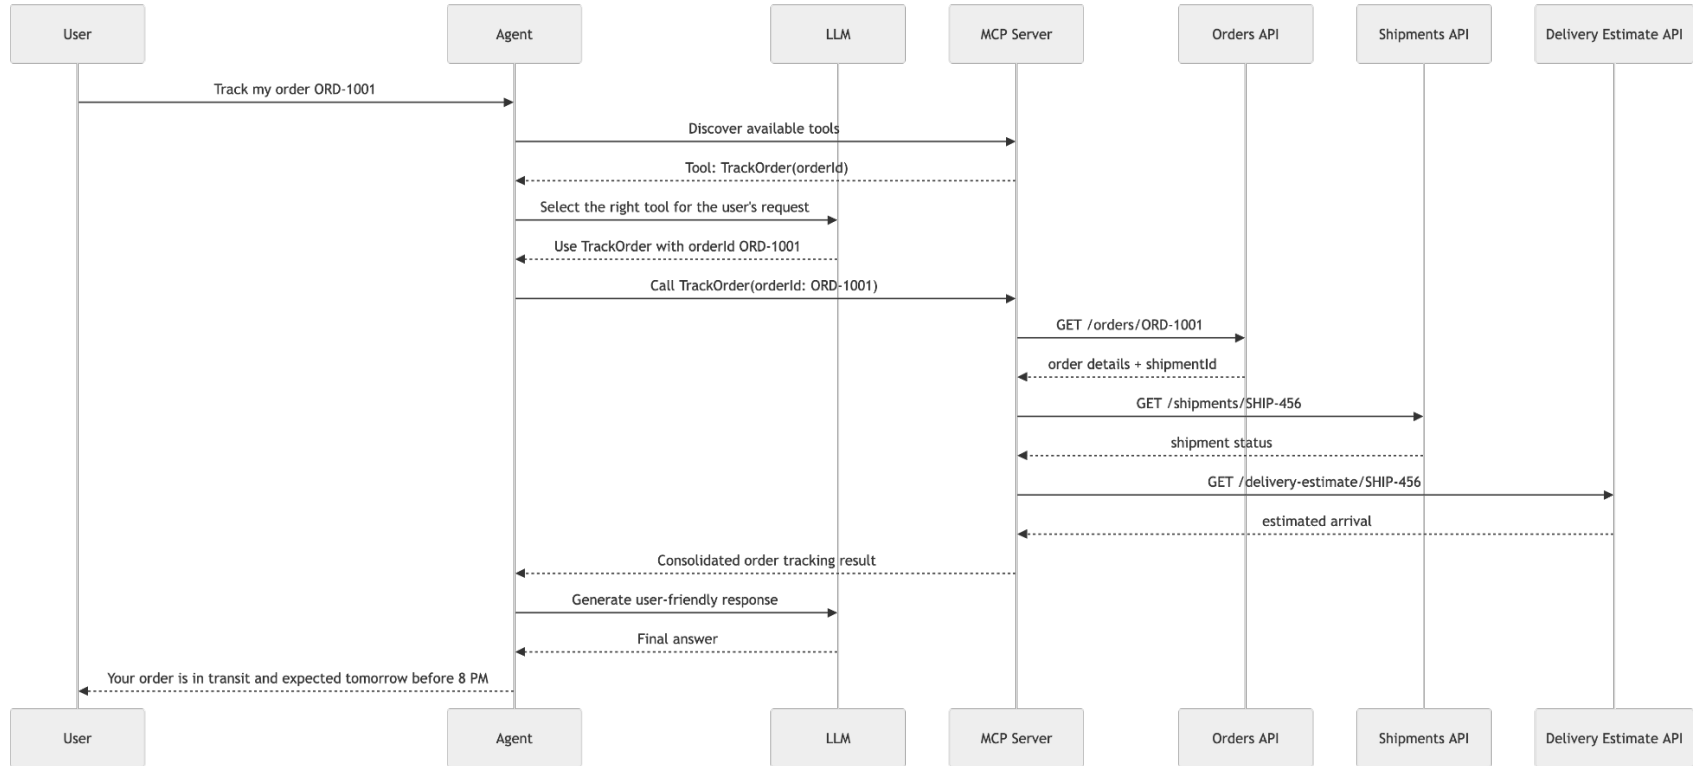 User
Agent
LLM
MCP Server
Orders API
Shipments API
Delivery Estimate API
Track my order ORD-1001
Discover available tools
Tool: TrackOrder(orderId)
Select the right tool for the user's request
Use TrackOrder with orderId ORD-1001
Call TrackOrder(orderId: ORD-1001)
GET /orders/ORD-1001
order details + shipmentId
GET /shipments/SHIP-456
shipment status
GET /delivery-estimate/SHIP-456
estimated arrival
Consolidated order tracking result
Generate user-friendly response
Final answer
Your order is in transit and expected tomorrow before 8 PM
User
Agent
LLM
MCP Server
Orders API
Shipments API
Delivery Estimate API